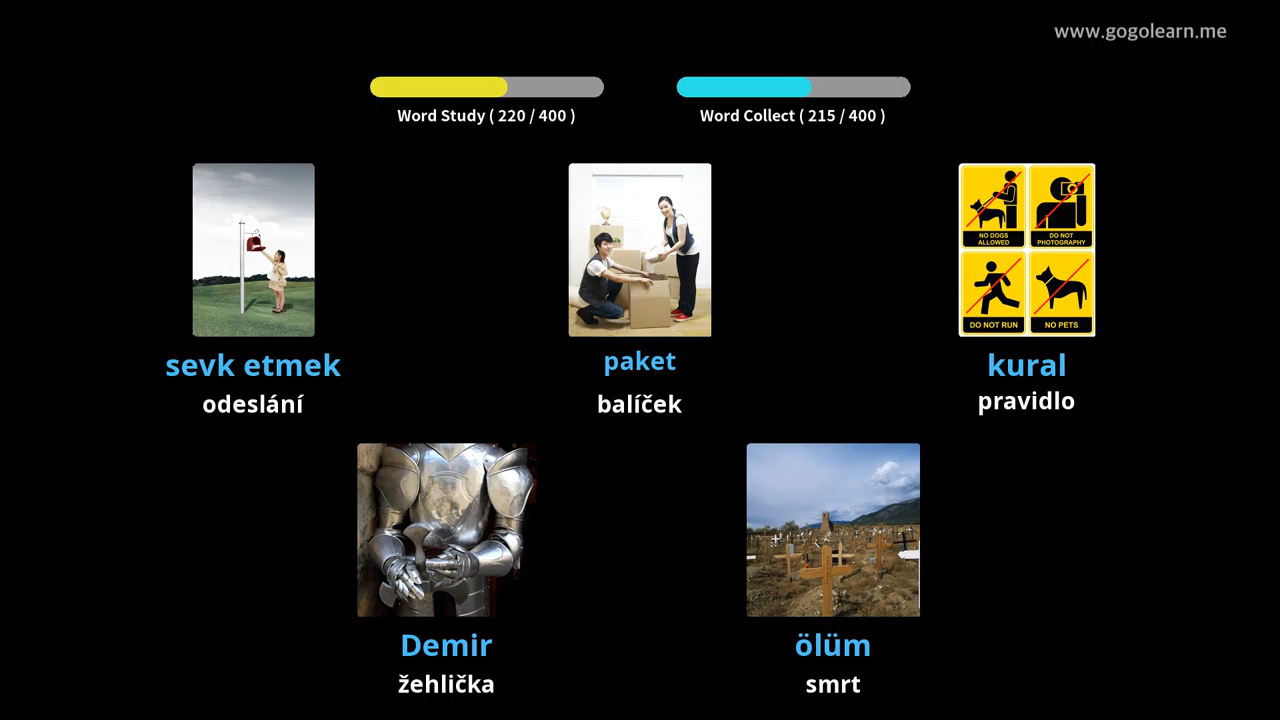 www.gogolearn.me
Word Study ( 220 / 400 )
Word Collect ( 215 / 400 )
NO DOGS
ALLOWED
DO NOT
PHOTOGRAPHY
DO NOT RUN
NO PETS
sevk etmek
odeslání
paket
balíček
kural
pravidlo
Demir
žehlička
ölüm
smrt